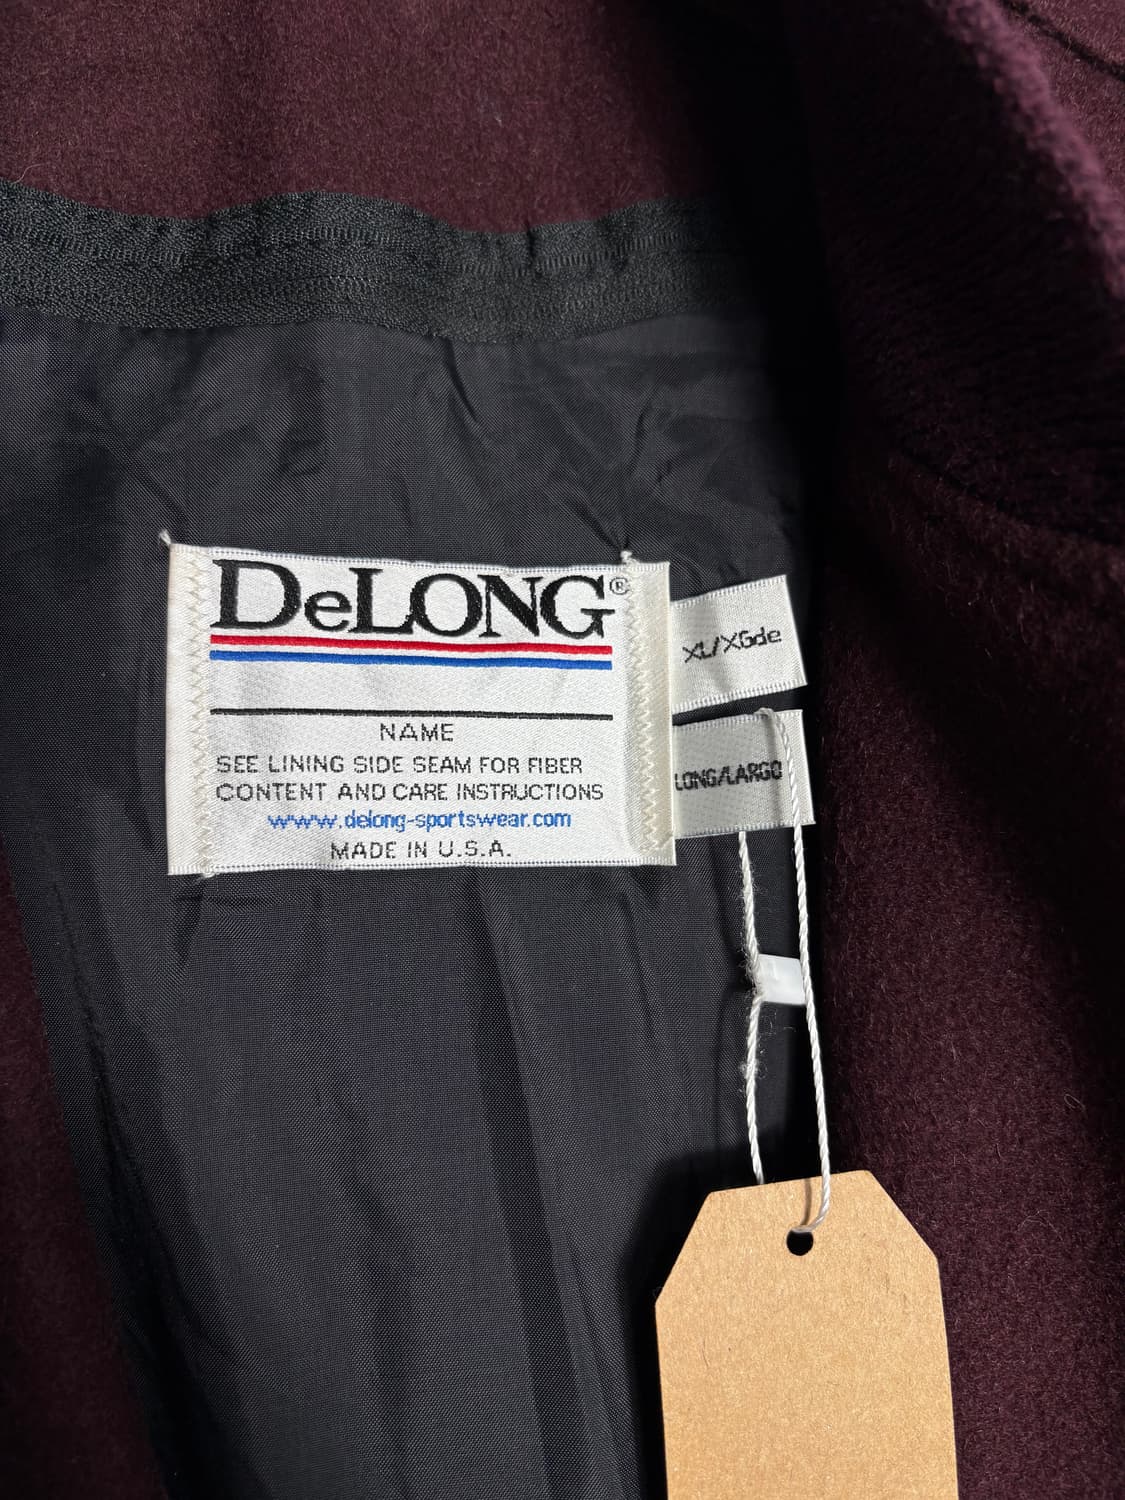 DeLONG®
XL/XGde
NAME
LONG/LARGO
SEE LINING SIDE SEAM FOR FIBER
CONTENT AND CARE INSTRUCTIONS
www.delong-sportswear.com
MADE IN U.S.A.